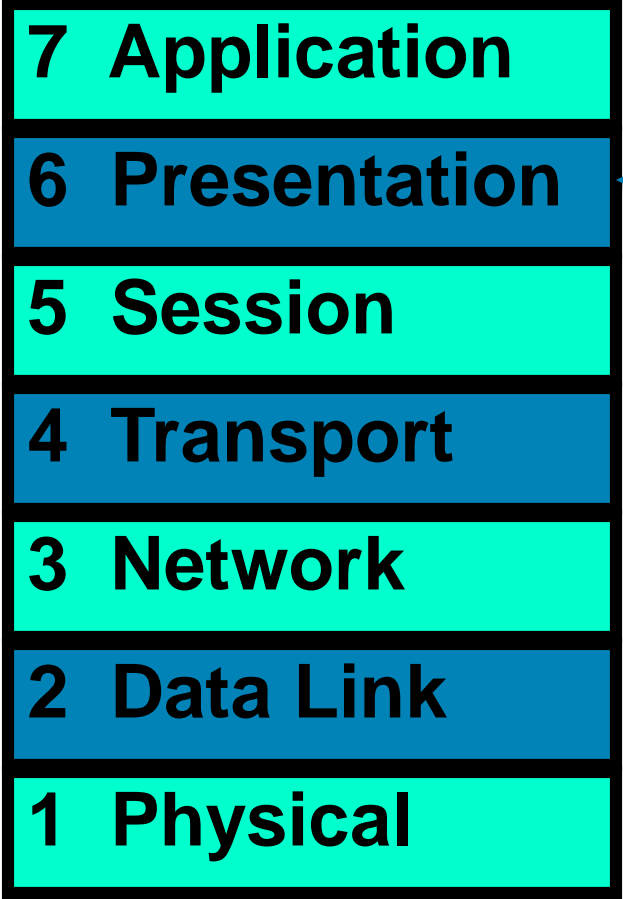 7 Application
6 Presentation
5 Session
4 Transport
3 Network
2 Data Link
1 Physical